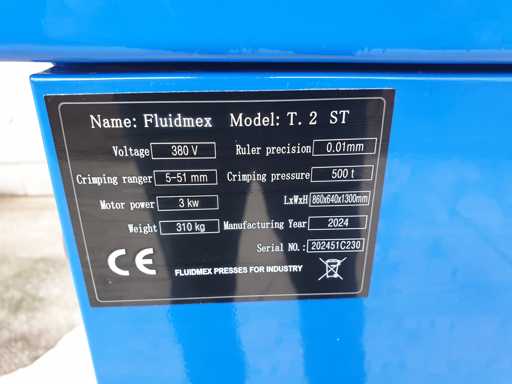 Name: Fluidmex Model: T. 2 ST
Voltage 380 V Ruler precision 0.01mm
Crimping ranger 5-51 mm Crimping pressure 500 t
Motor power 3 kw LxWxH 860x640x1300mm
Weight 310 kg Manufacturing Year 2024
Serial NO.: 202451C230
CE FLUIDMEX PRESSES FOR INDUSTRY